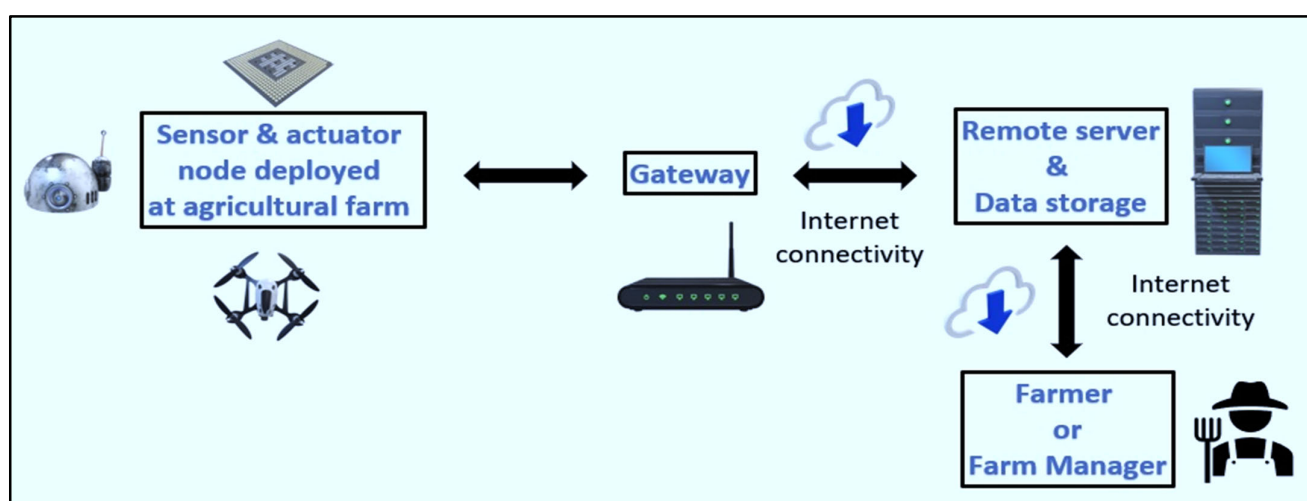 Sensor & actuator
node deployed
at agricultural farm
Gateway
Internet
connectivity
Remote server
&
Data storage
Internet
connectivity
Farmer
or
Farm Manager